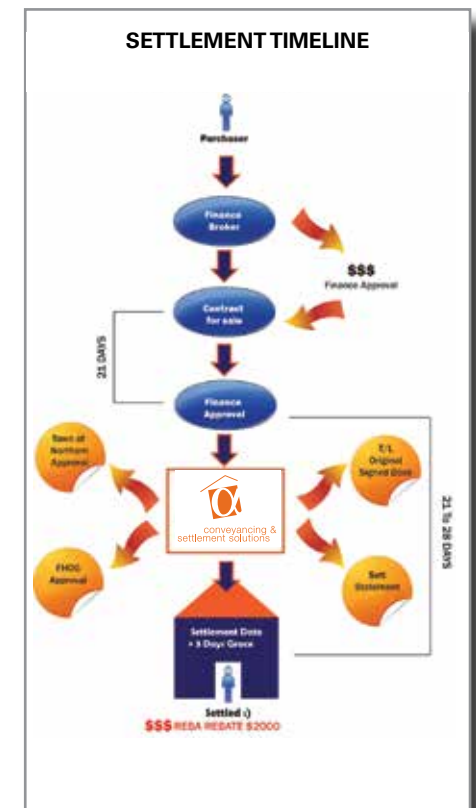 SETTLEMENT TIMELINE
Purchaser
Finance
Broker
$$$
Finance Approval
Contract
for sale
21 DAYS
Finance
Approval
Town of
Northam
Approval
T/L
Original
Signed Docs
conveyancing &
settlement solutions
21 To 28 DAYS
FHOG
Approval
Sett
Statement
Settlement Date
+ 3 Days Grace
Settled :)
$$$ REBA REBATE $2000